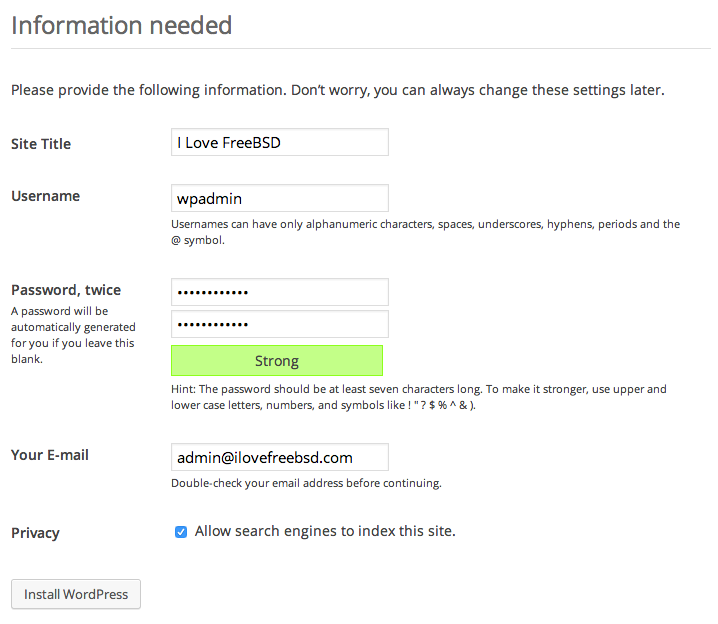 Information needed
Please provide the following information. Don't worry, you can always change these settings later.
Site Title
I Love FreeBSD
Username
wpadmin
Usernames can have only alphanumeric characters, spaces, underscores, hyphens, periods and the
@ symbol.
Password, twice
A password will be
automatically generated
for you if you leave this
blank.
••••••••••••
••••••••••••
Strong
Hint: The password should be at least seven characters long. To make it stronger, use upper and
lower case letters, numbers, and symbols like ! " ? $ % ^ & ).
Your E-mail
admin@ilovefreebsd.com
Double-check your email address before continuing.
Privacy
Allow search engines to index this site.
Install WordPress